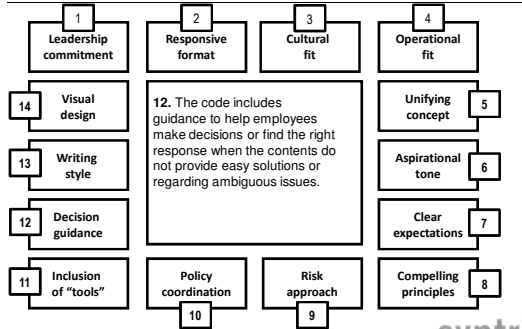 1
Leadership
commitment
2
Responsive
format
3
Cultural
fit
4
Operational
fit
14
Visual
design
12. The code includes
guidance to help employees
make decisions or find the right
response when the contents do
not provide easy solutions or
regarding ambiguous issues.
Unifying
concept
5
13
Writing
style
Aspirational
tone
6
12
Decision
guidance
Clear
expectations
7
11
Inclusion
of “tools”
Policy
coordination
10
Risk
approach
9
Compelling
principles
8